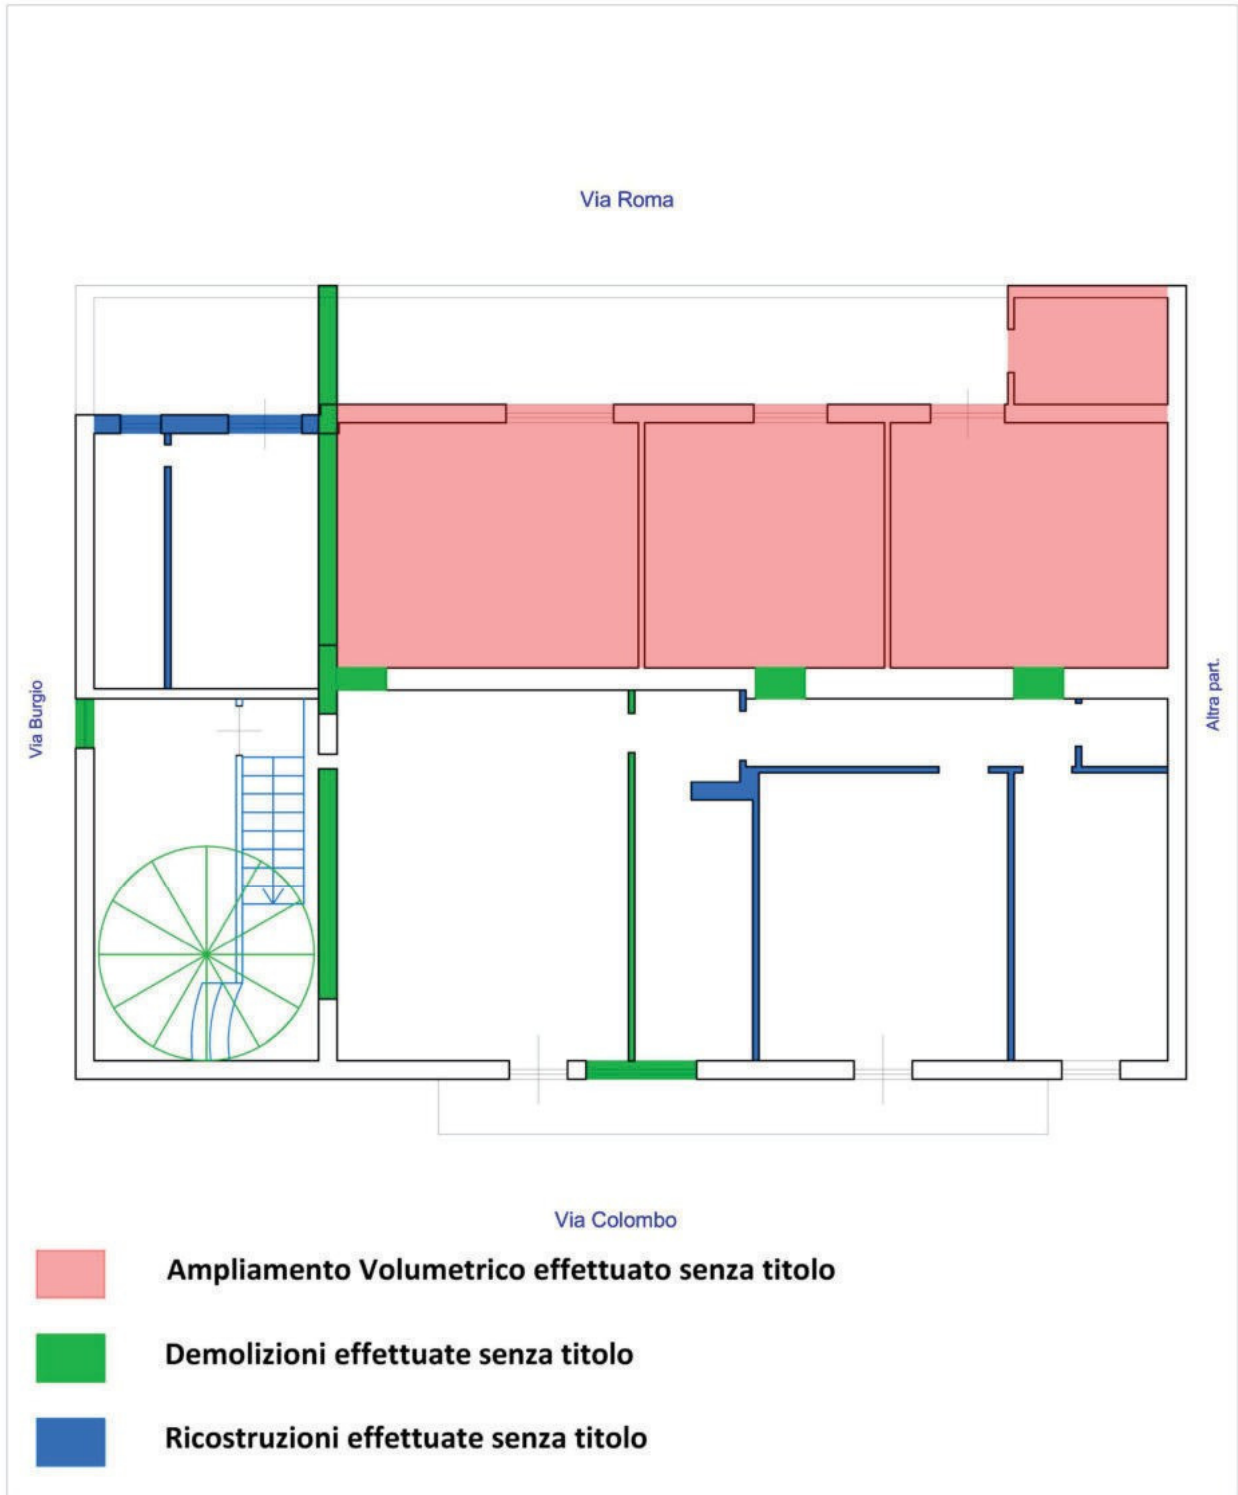 Via Roma
Via Burgio
Altra part.
Via Colombo
Ampliamento Volumetrico effettuato senza titolo
Demolizioni effettuate senza titolo
Ricostruzioni effettuate senza titolo